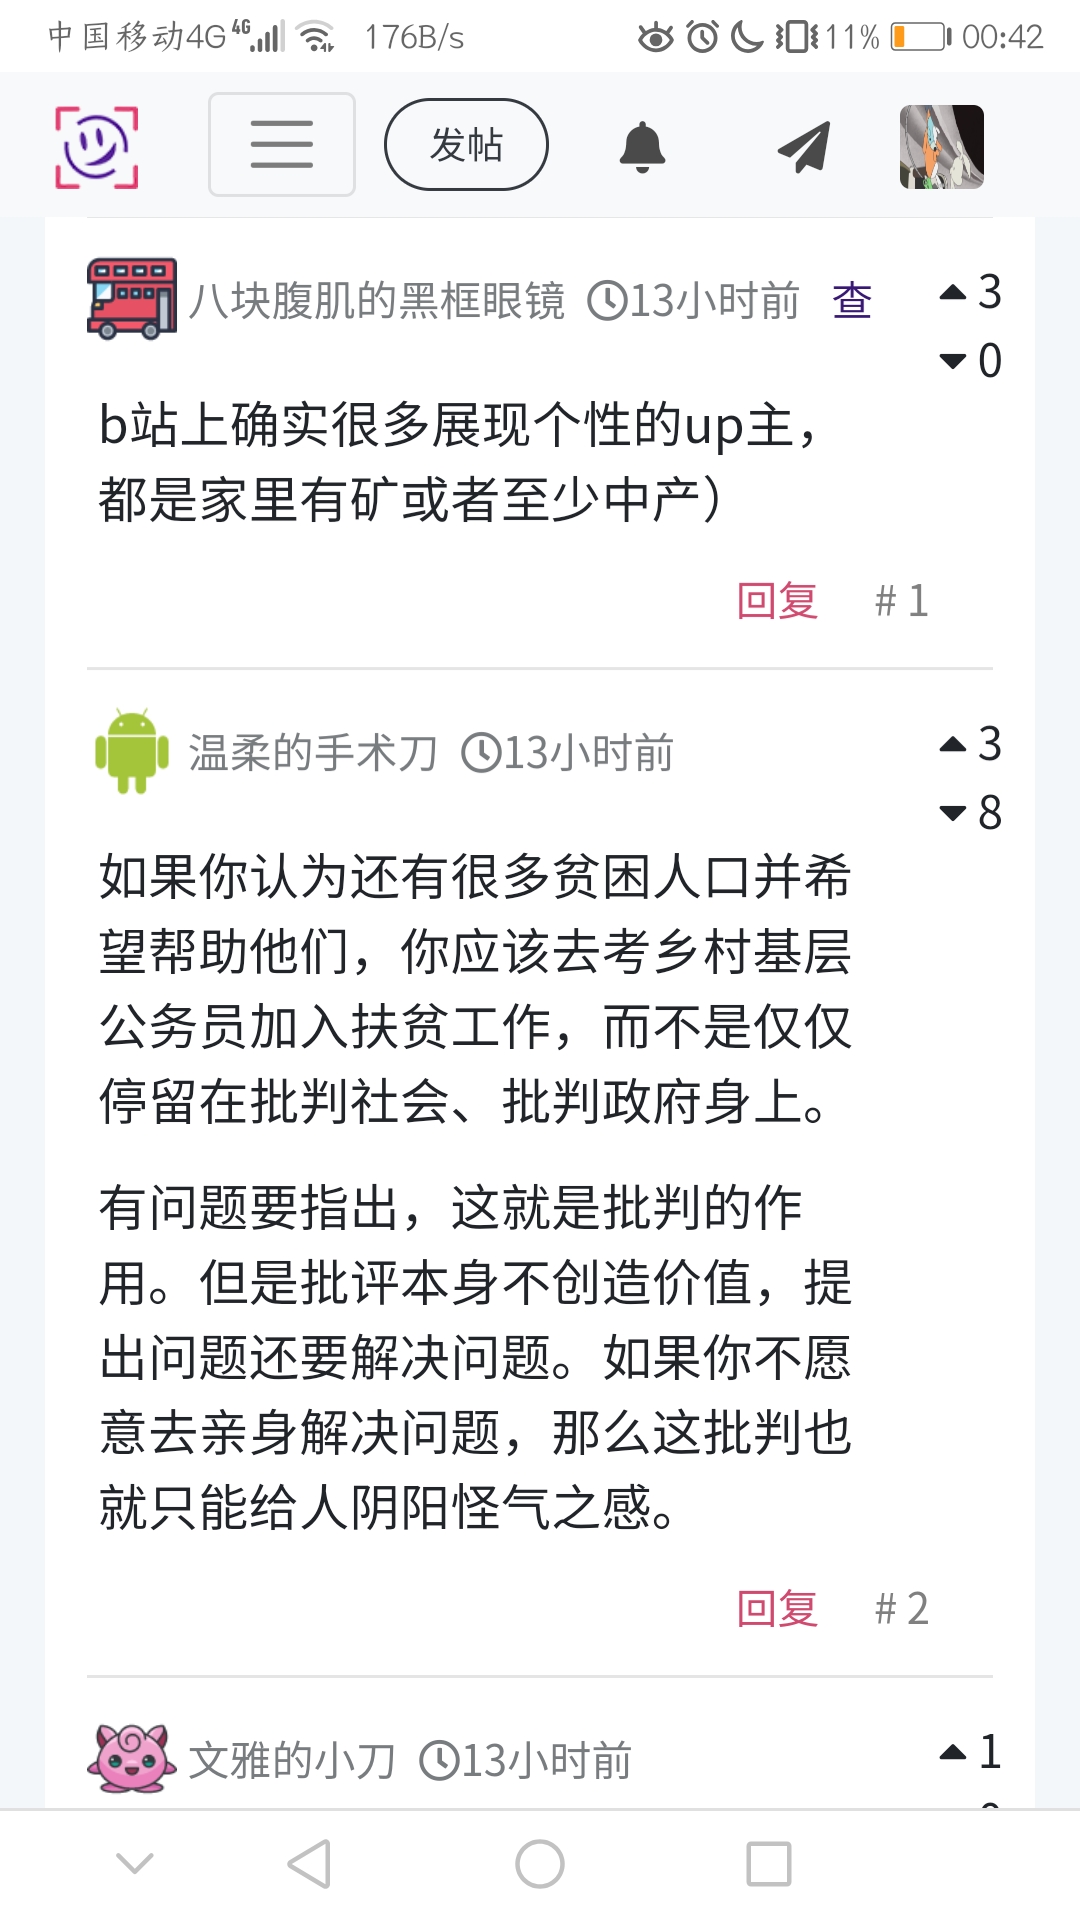 中国移动4G 4G 176B/s 11% 00:42
发帖
八块腹肌的黑框眼镜 13小时前 查 3
0
b站上确实很多展现个性的up主，
都是家里有矿或者至少中产）
回复 # 1
温柔的手术刀 13小时前 3
8
如果你认为还有很多贫困人口并希
望帮助他们，你应该去考乡村基层
公务员加入扶贫工作，而不是仅仅
停留在批判社会、批判政府身上。
有问题要指出，这就是批判的作
用。但是批评本身不创造价值，提
出问题还要解决问题。如果你不愿
意去亲身解决问题，那么这批判也
就只能给人阴阳怪气之感。
回复 # 2
文雅的小刀 13小时前 1